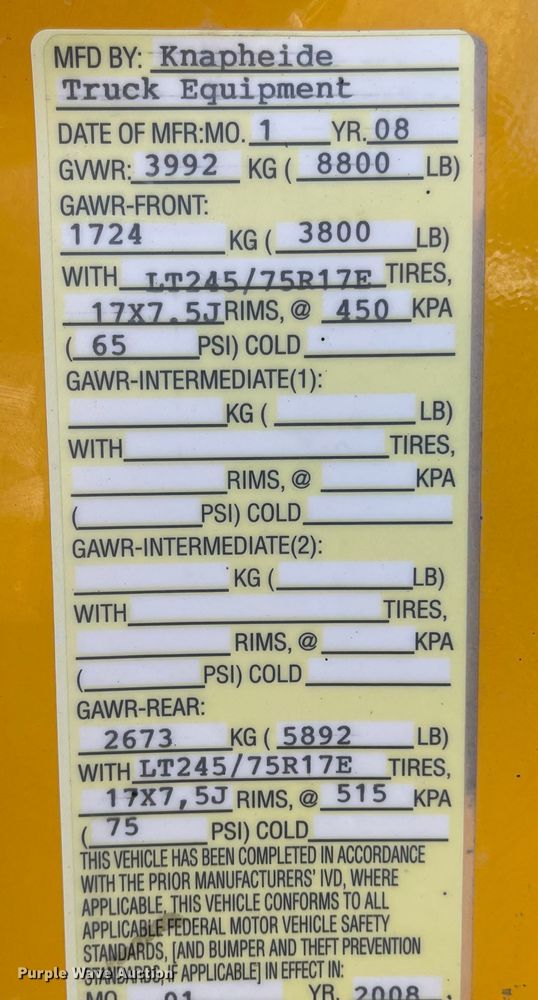 MFD BY: Knapheide
Truck Equipment
DATE OF MFR:MO. 1 YR. 08
GVWR: 3992 KG ( 8800 LB)
GAWR-FRONT:
1724 KG ( 3800 LB)
WITH LT245/75R17E TIRES,
17X7.5J RIMS, @ 450 KPA
( 65 PSI) COLD
GAWR-INTERMEDIATE(1):
KG ( LB)
WITH TIRES,
RIMS, @ KPA
( PSI) COLD
GAWR-INTERMEDIATE(2):
KG ( LB)
WITH TIRES,
RIMS, @ KPA
( PSI) COLD
GAWR-REAR:
2673 KG ( 5892 LB)
WITH LT245/75R17E TIRES,
17X7,5J RIMS, @ 515 KPA
( 75 PSI) COLD
THIS VEHICLE HAS BEEN COMPLETED IN ACCORDANCE
WITH THE PRIOR MANUFACTURERS' IVD, WHERE
APPLICABLE. THIS VEHICLE CONFORMS TO ALL
APPLICABLE FEDERAL MOTOR VEHICLE SAFETY
STANDARDS, [AND BUMPER AND THEFT PREVENTION
STANDARDS, IF APPLICABLE] IN EFFECT IN:
Purple Wave Auction
MO. 01 YR. 2008 .